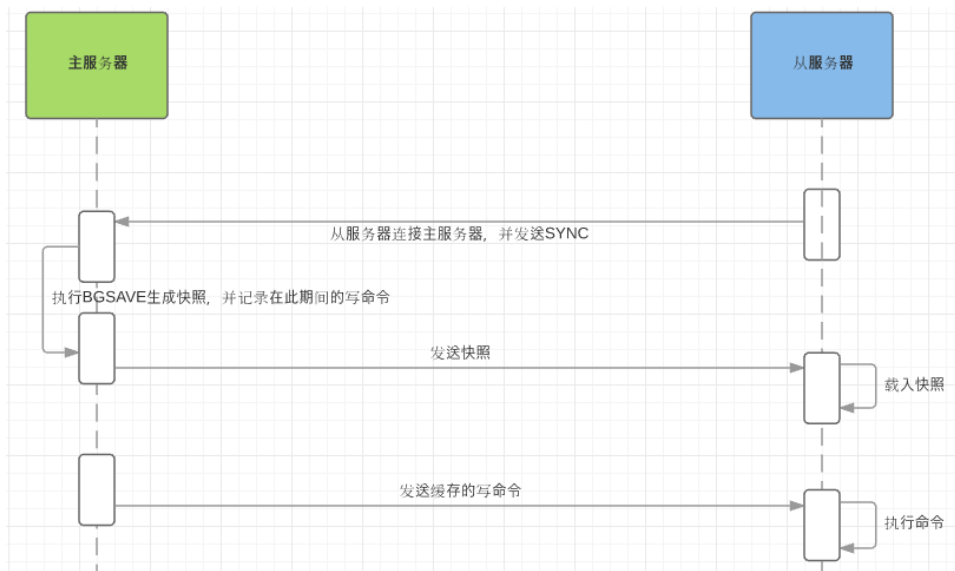 主服务器
从服务器
从服务器连接主服务器，并发送SYNC
执行BGSAVE生成快照，并记录在此期间的写命令
发送快照
载入快照
发送缓存的写命令
执行命令